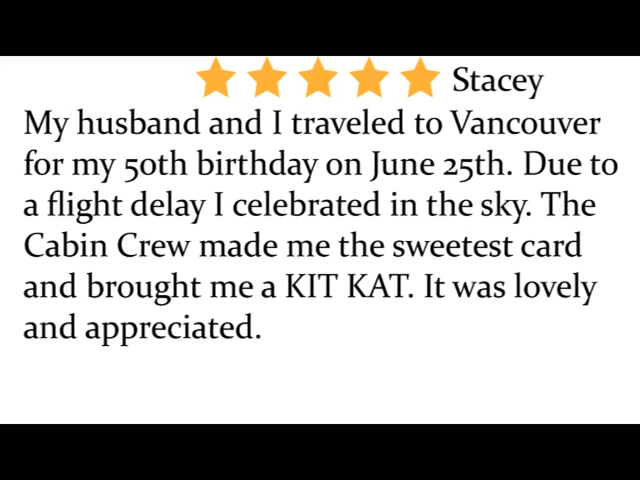 Stacey
My husband and I traveled to Vancouver
for my 50th birthday on June 25th. Due to
a flight delay I celebrated in the sky. The
Cabin Crew made me the sweetest card
and brought me a KIT KAT. It was lovely
and appreciated.